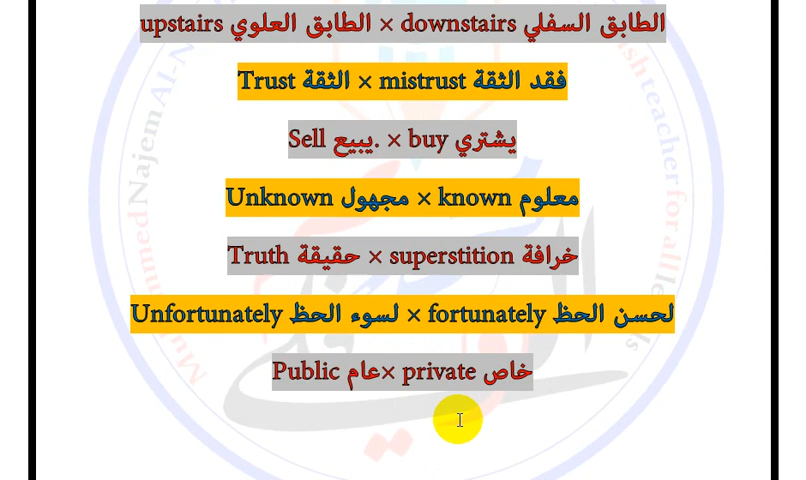 upstairs الطابق العلوي × downstairs الطابق السفلي
Trust الثقة × mistrust فقد الثقة
Sell يبيع. × buy يشتري
Unknown مجهول × known معلوم
Truth حقيقة × superstition خرافة
Unfortunately لسوء الحظ × fortunately لحسن الحظ
Public عام× private خاص